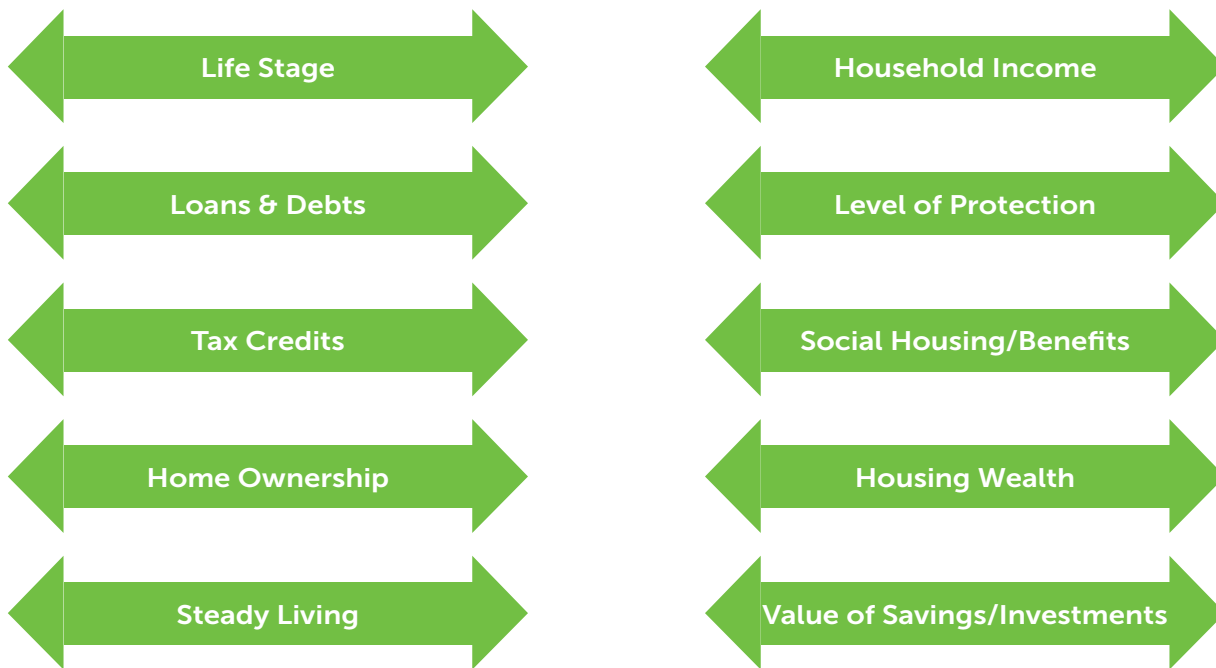 Life Stage
Household Income
Loans & Debts
Level of Protection
Tax Credits
Social Housing/Benefits
Home Ownership
Housing Wealth
Steady Living
Value of Savings/Investments